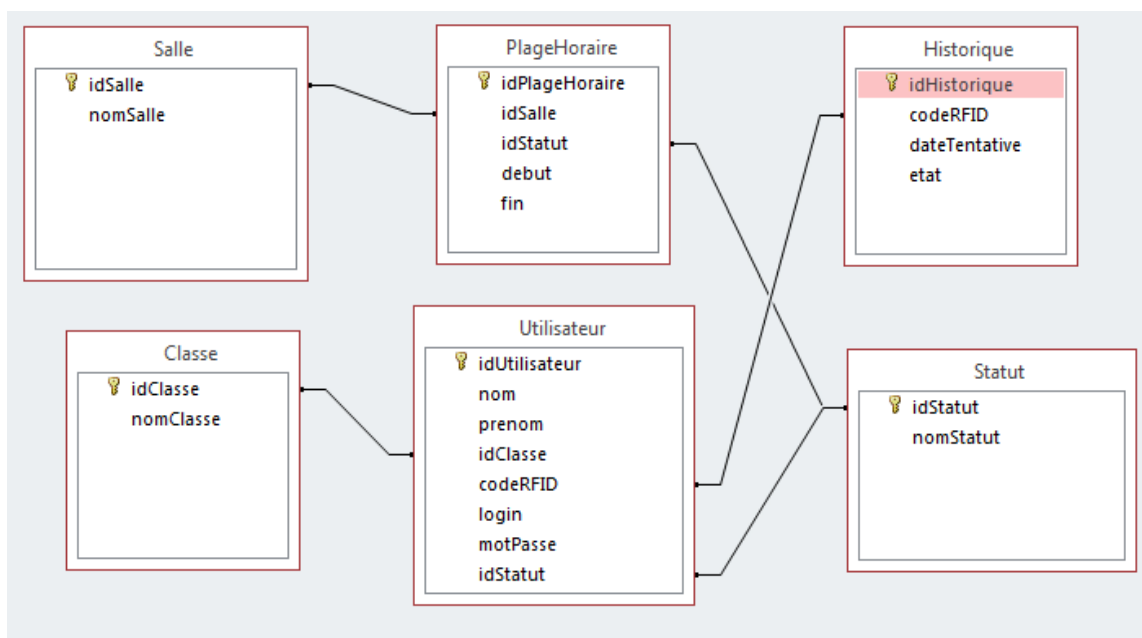 Salle
idSalle
nomSalle
PlageHoraire
idPlageHoraire
idSalle
idStatut
debut
fin
Historique
idHistorique
codeRFID
dateTentative
etat
Classe
idClasse
nomClasse
Utilisateur
idUtilisateur
nom
prenom
idClasse
codeRFID
login
motPasse
idStatut
Statut
idStatut
nomStatut